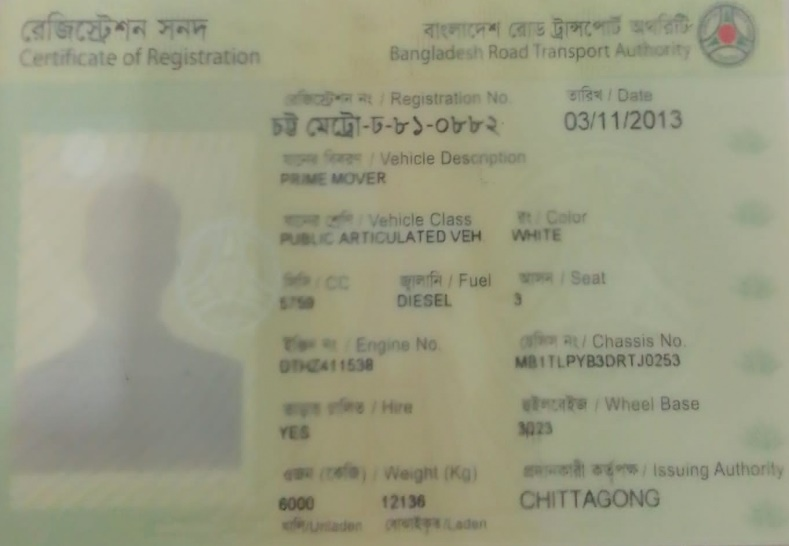 রেজিস্ট্রেশন সনদ
Certificate of Registration
বাংলাদেশ রোড ট্রান্সপোর্ট অথরিটি
Bangladesh Road Transport Authority
রেজিস্ট্রেশন নং / Registration No.
তারিখ / Date
চট্ট মেট্রো-ঢ-৮১-০৮৮২
03/11/2013
যানের বিবরণ / Vehicle Description
PRIME MOVER
যানের শ্রেণি / Vehicle Class
রং / Color
PUBLIC ARTICULATED VEH
WHITE
সিসি / CC
জ্বালানি / Fuel
আসন / Seat
5759
DIESEL
3
ইঞ্জিন নং / Engine No.
চেসিস নং / Chassis No.
MB1TLPYB3DRTJ0253
ভাড়ায় চালিত / Hire
হুইলবেইজ / Wheel Base
YES
3023
ওজন (কেজি) / Weight (Kg)
প্রদানকারী কর্তৃপক্ষ / Issuing Authority
6000
12136
CHITTAGONG
খালি/Unladen
বোঝাইকৃত/Laden